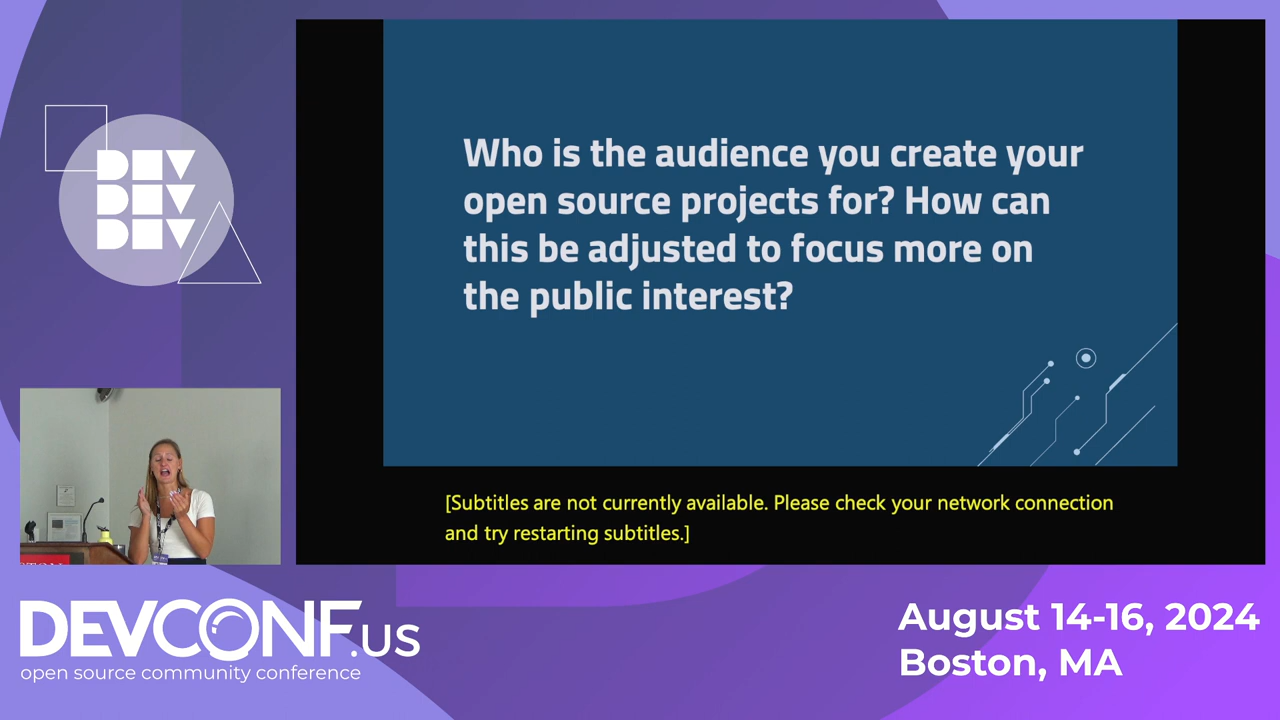 DEV
DEV
DEV
Who is the audience you create your
open source projects for? How can
this be adjusted to focus more on
the public interest?
[Subtitles are not currently available. Please check your network connection
and try restarting subtitles.]
DEVCONF.US
open source community conference
August 14-16, 2024
Boston, MA